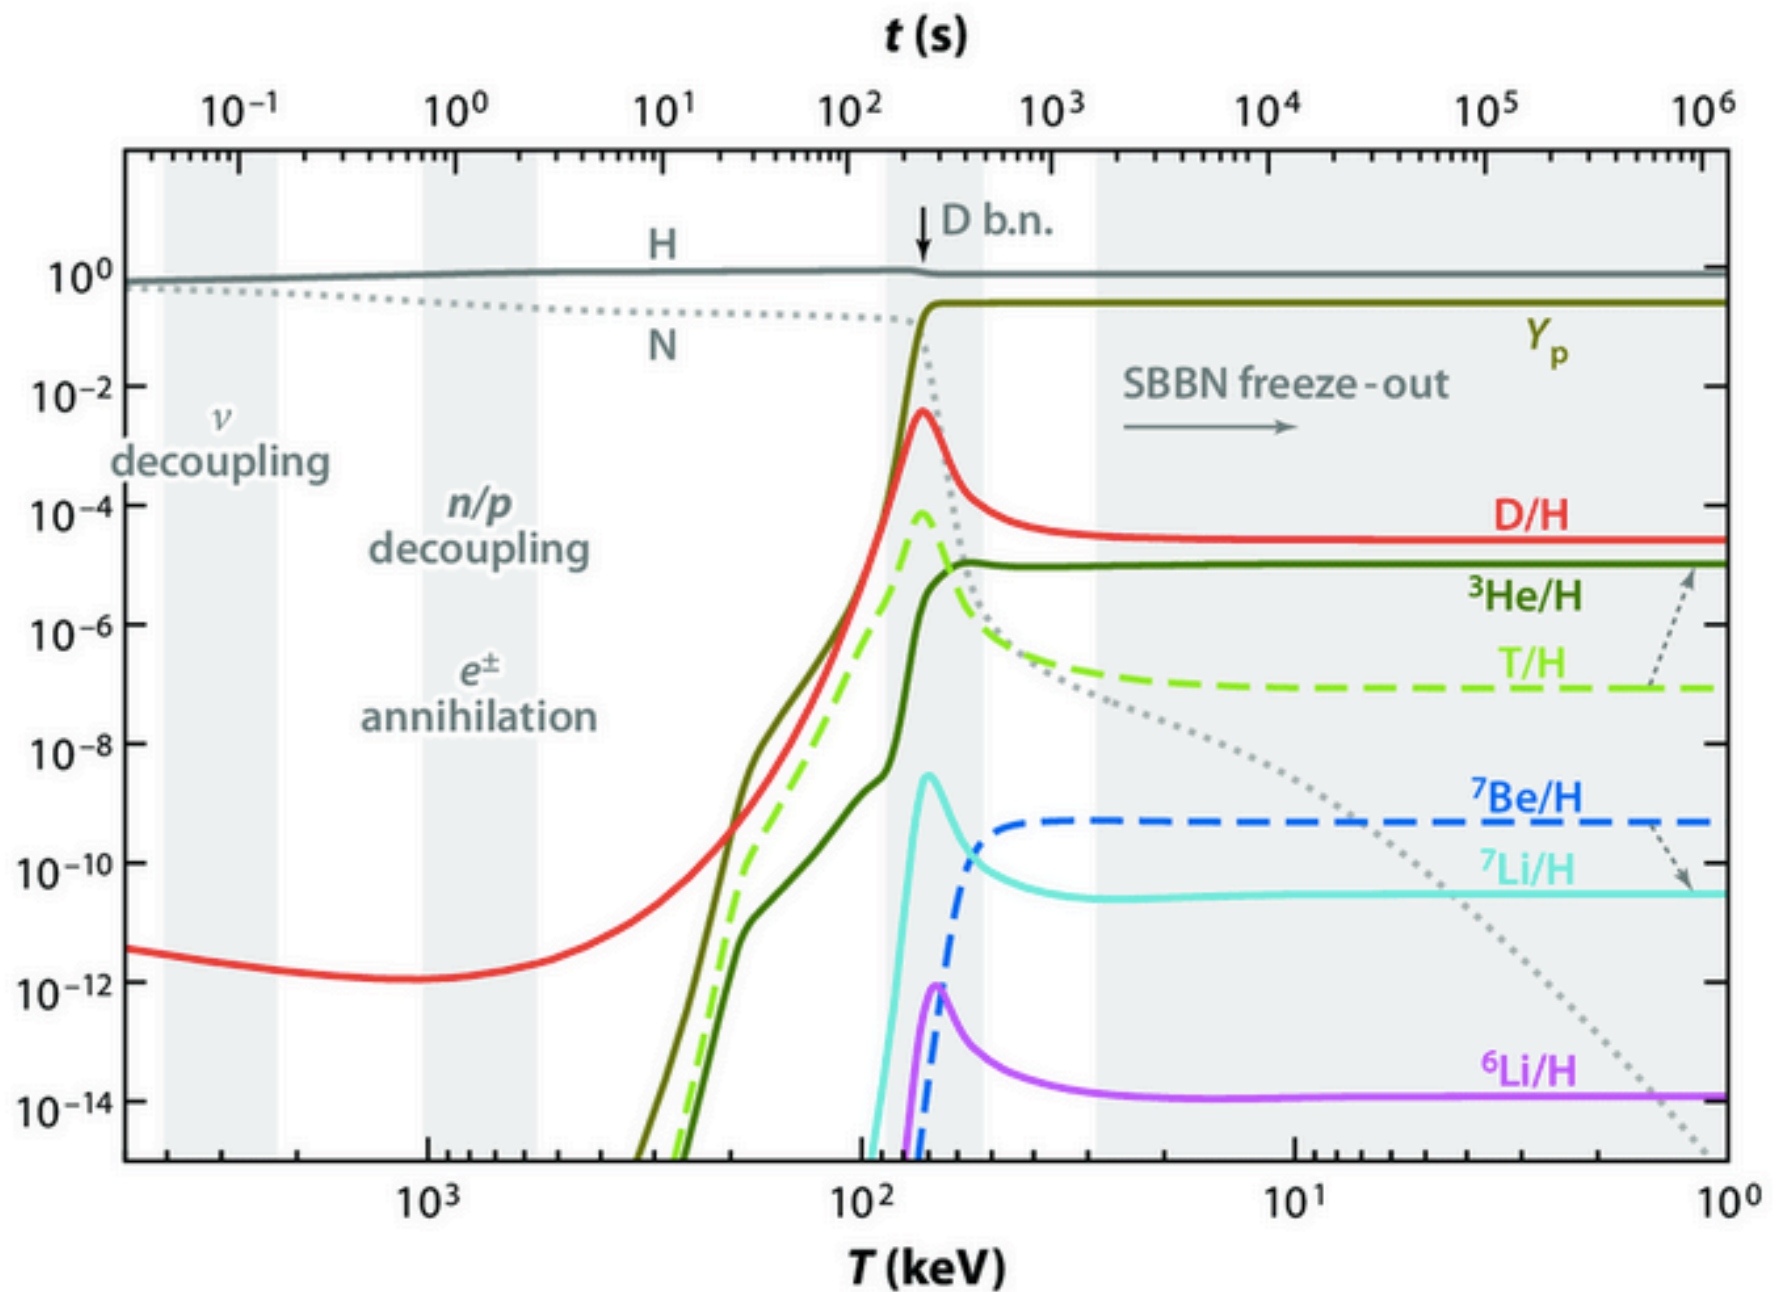 t (s)
10⁻¹ 10⁰ 10¹ 10² 10³ 10⁴ 10⁵ 10⁶
D b.n.
H
10⁰
N
Yₚ
10⁻²
SBBN freeze-out
ν
decoupling
10⁻⁴
n/p
decoupling
D/H
³He/H
10⁻⁶
e±
annihilation
T/H
10⁻⁸
⁷Be/H
10⁻¹⁰
⁷Li/H
10⁻¹²
⁶Li/H
10⁻¹⁴
10³ 10² 10¹ 10⁰
T (keV)